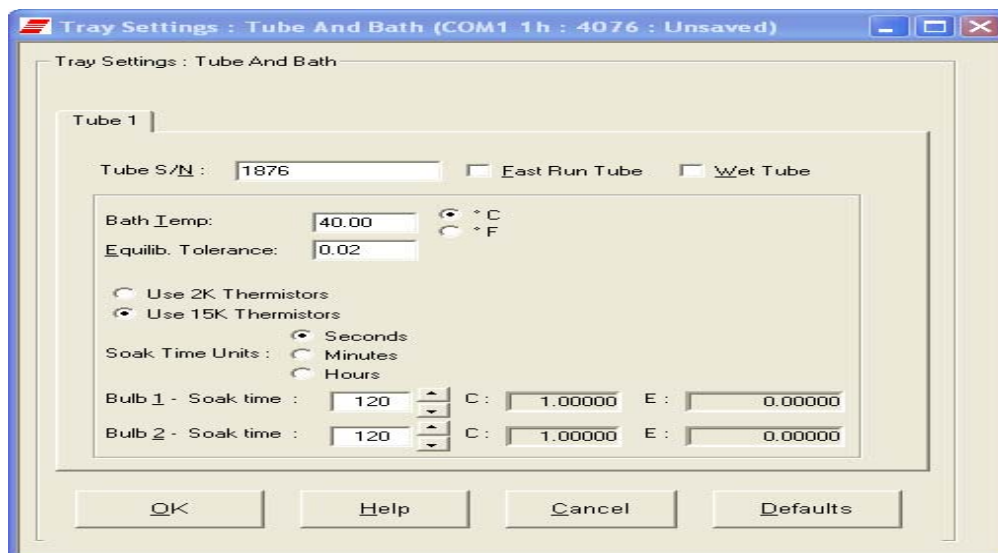 Tray Settings : Tube And Bath (COM1 1h : 4076 : Unsaved)
Tray Settings : Tube And Bath
Tube 1
Tube S/N : 1876 Fast Run Tube Wet Tube
Bath Temp: 40.00 ° C
° F
Equilib. Tolerance: 0.02
Use 2K Thermistors
Use 15K Thermistors
Seconds
Soak Time Units : Minutes
Hours
Bulb 1 - Soak time : 120 C : 1.00000 E : 0.00000
Bulb 2 - Soak time : 120 C : 1.00000 E : 0.00000
OK Help Cancel Defaults